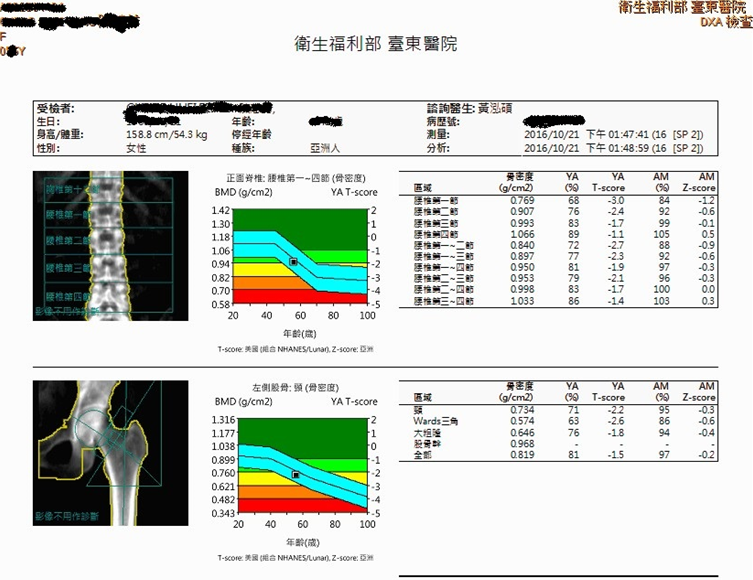 衛生福利部 臺東醫院
DXA 檢查
F
衛生福利部 臺東醫院
受檢者: 諮詢醫生: 黃泓碩
生日: 年齡: 病歷號:
身高/體重: 158.8 cm/54.3 kg 停經年齡 測量: 2016/10/21 下午 01:47:41 (16 [SP 2])
性別: 女性 種族: 亞洲人 分析: 2016/10/21 下午 01:48:59 (16 [SP 2])
腰椎第一節
腰椎第二節
腰椎第三節
腰椎第四節
影像不用作診斷
正面脊椎: 腰椎第一~四節 (骨密度)
BMD (g/cm2) YA T-score
1.42 2
1.30 1
1.18 0
1.06 -1
0.94 -2
0.82 -3
0.70 -4
0.58 -5
20 40 60 80 100
年齡(歲)
T-score: 美國 (組合 NHANES/Lunar), Z-score: 亞洲
骨密度 YA YA AM AM
區域 (g/cm2) (%) T-score (%) Z-score
腰椎第一節 0.769 68 -3.0 84 -1.2
腰椎第二節 0.907 76 -2.4 92 -0.6
腰椎第三節 0.993 83 -1.7 99 -0.1
腰椎第四節 1.066 89 -1.1 105 0.5
腰椎第一~二節 0.840 72 -2.7 88 -0.9
腰椎第一~三節 0.897 77 -2.3 92 -0.6
腰椎第一~四節 0.950 81 -1.9 97 -0.3
腰椎第二~三節 0.953 79 -2.1 96 -0.3
腰椎第二~四節 0.998 83 -1.7 100 0.0
腰椎第三~四節 1.033 86 -1.4 103 0.3
影像不用作診斷
左側股骨: 頸 (骨密度)
BMD (g/cm2) YA T-score
1.316 2
1.177 1
1.038 0
0.899 -1
0.760 -2
0.621 -3
0.482 -4
0.343 -5
20 40 60 80 100
年齡(歲)
T-score: 美國 (組合 NHANES/Lunar), Z-score: 亞洲
骨密度 YA YA AM AM
區域 (g/cm2) (%) T-score (%) Z-score
頸 0.734 71 -2.2 95 -0.3
Wards三角 0.574 63 -2.6 86 -0.6
大粗隆 0.646 76 -1.8 94 -0.4
股骨幹 0.968 - - - -
全部 0.819 81 -1.5 97 -0.2